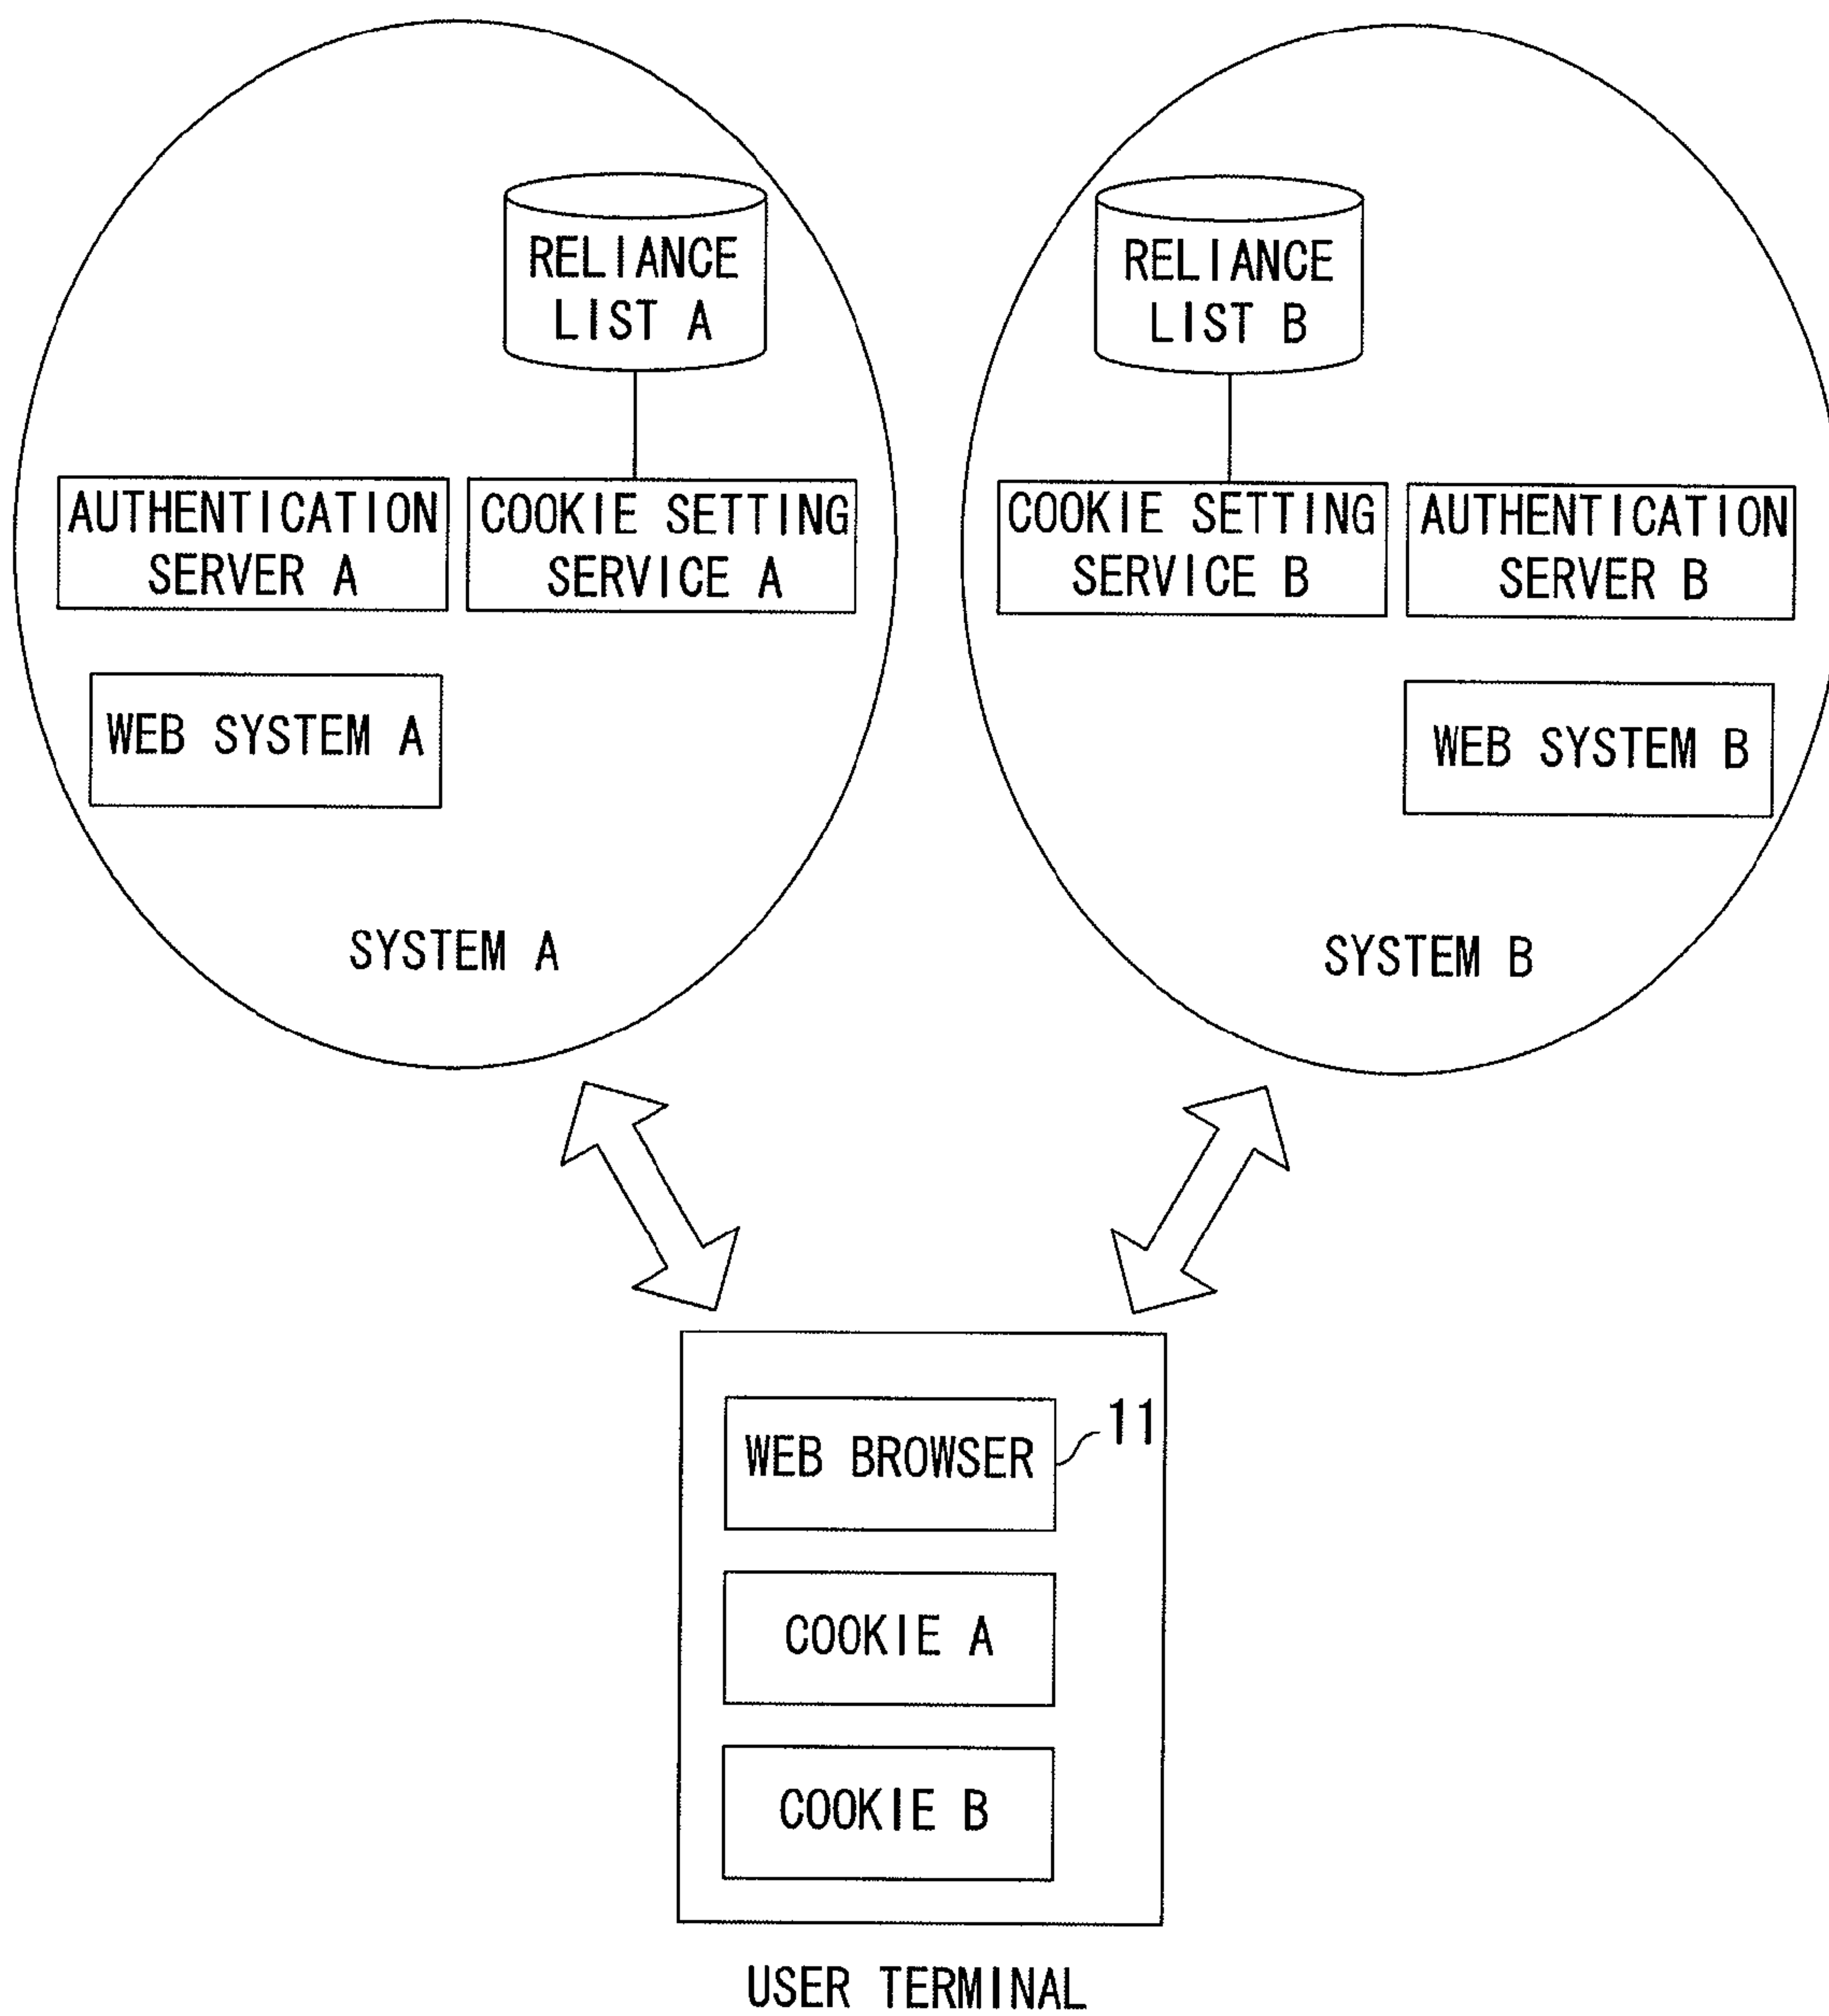 RELIANCE
LIST A
AUTHENTICATION
SERVER A
COOKIE SETTING
SERVICE A
WEB SYSTEM A
SYSTEM A
RELIANCE
LIST B
COOKIE SETTING
SERVICE B
AUTHENTICATION
SERVER B
WEB SYSTEM B
SYSTEM B
WEB BROWSER
11
COOKIE A
COOKIE B
USER TERMINAL